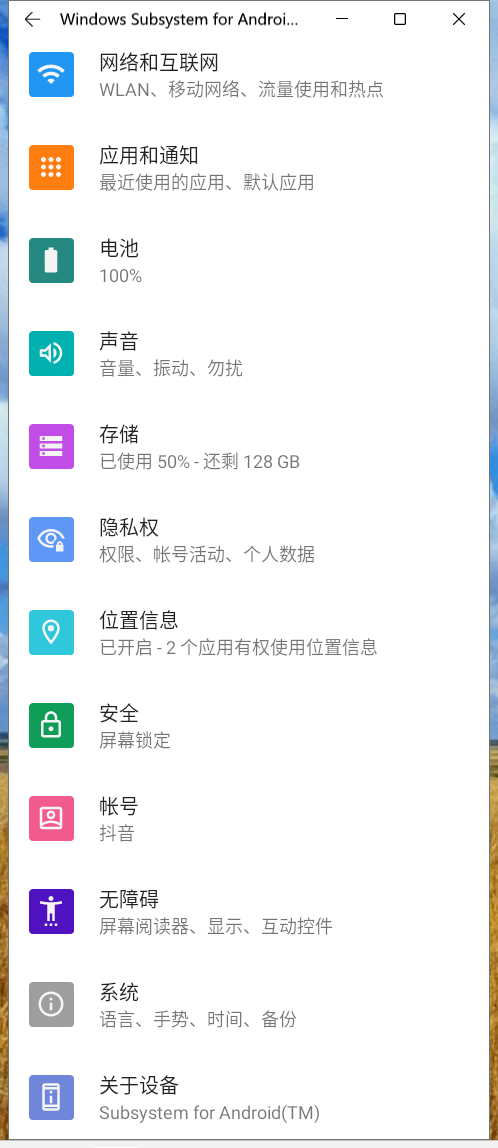 Windows Subsystem for Androi...
网络和互联网
WLAN、移动网络、流量使用和热点
应用和通知
最近使用的应用、默认应用
电池
100%
声音
音量、振动、勿扰
存储
已使用 50% - 还剩 128 GB
隐私权
权限、帐号活动、个人数据
位置信息
已开启 - 2 个应用有权使用位置信息
安全
屏幕锁定
帐号
抖音
无障碍
屏幕阅读器、显示、互动控件
系统
语言、手势、时间、备份
关于设备
Subsystem for Android(TM)